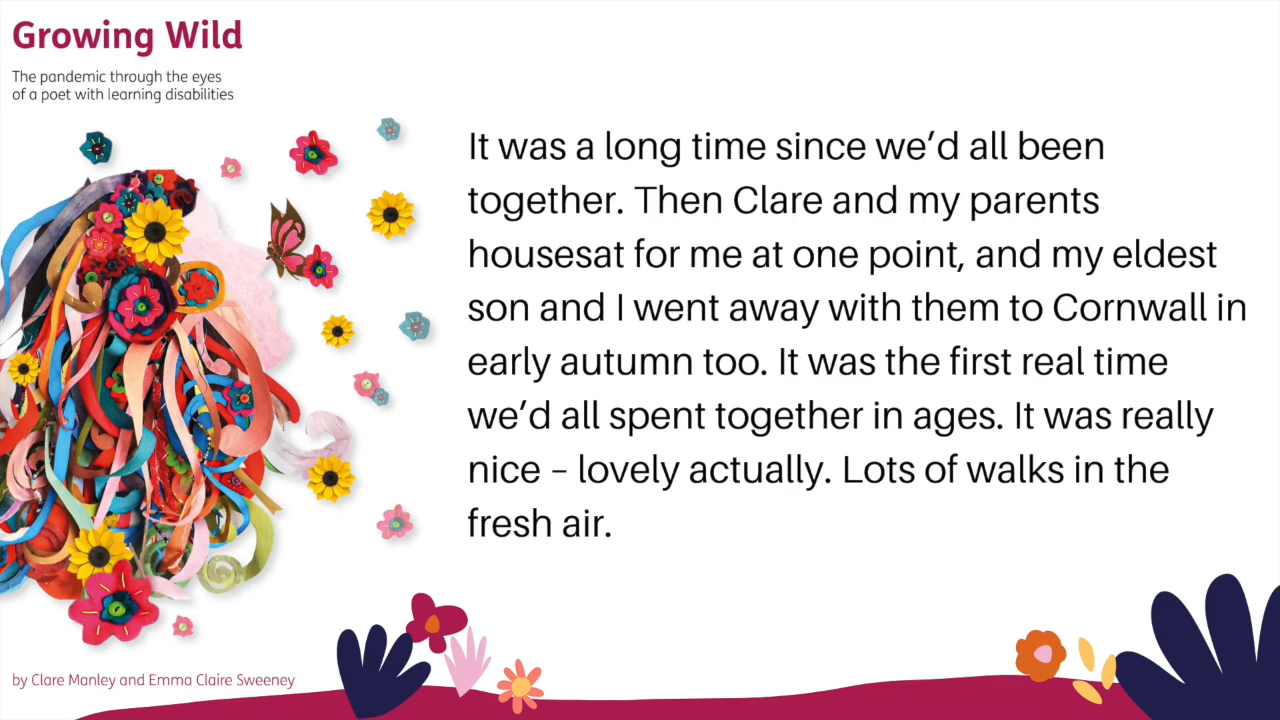 Growing Wild
The pandemic through the eyes
of a poet with learning disabilities
It was a long time since we’d all been
together. Then Clare and my parents
housesat for me at one point, and my eldest
son and I went away with them to Cornwall in
early autumn too. It was the first real time
we’d all spent together in ages. It was really
nice – lovely actually. Lots of walks in the
fresh air.
by Clare Manley and Emma Claire Sweeney